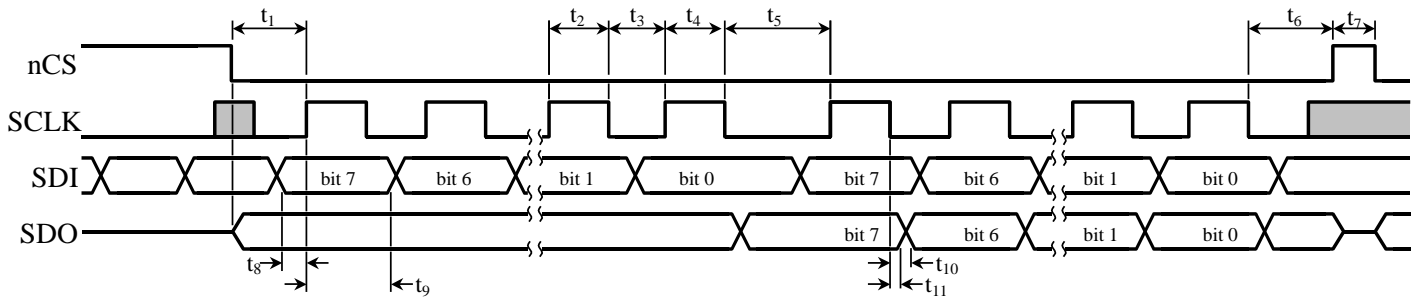 t1 t2 t3 t4 t5 t6 t7
nCS
SCLK
SDI bit 7 bit 6 bit 1 bit 0 bit 7 bit 6 bit 1 bit 0
SDO bit 7 bit 6 bit 1 bit 0
t8 t10
t9 t11